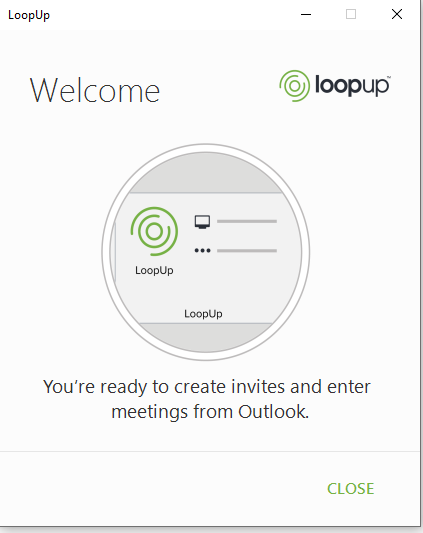 LoopUp
Welcome
loopup™
LoopUp
LoopUp
You’re ready to create invites and enter
meetings from Outlook.
CLOSE